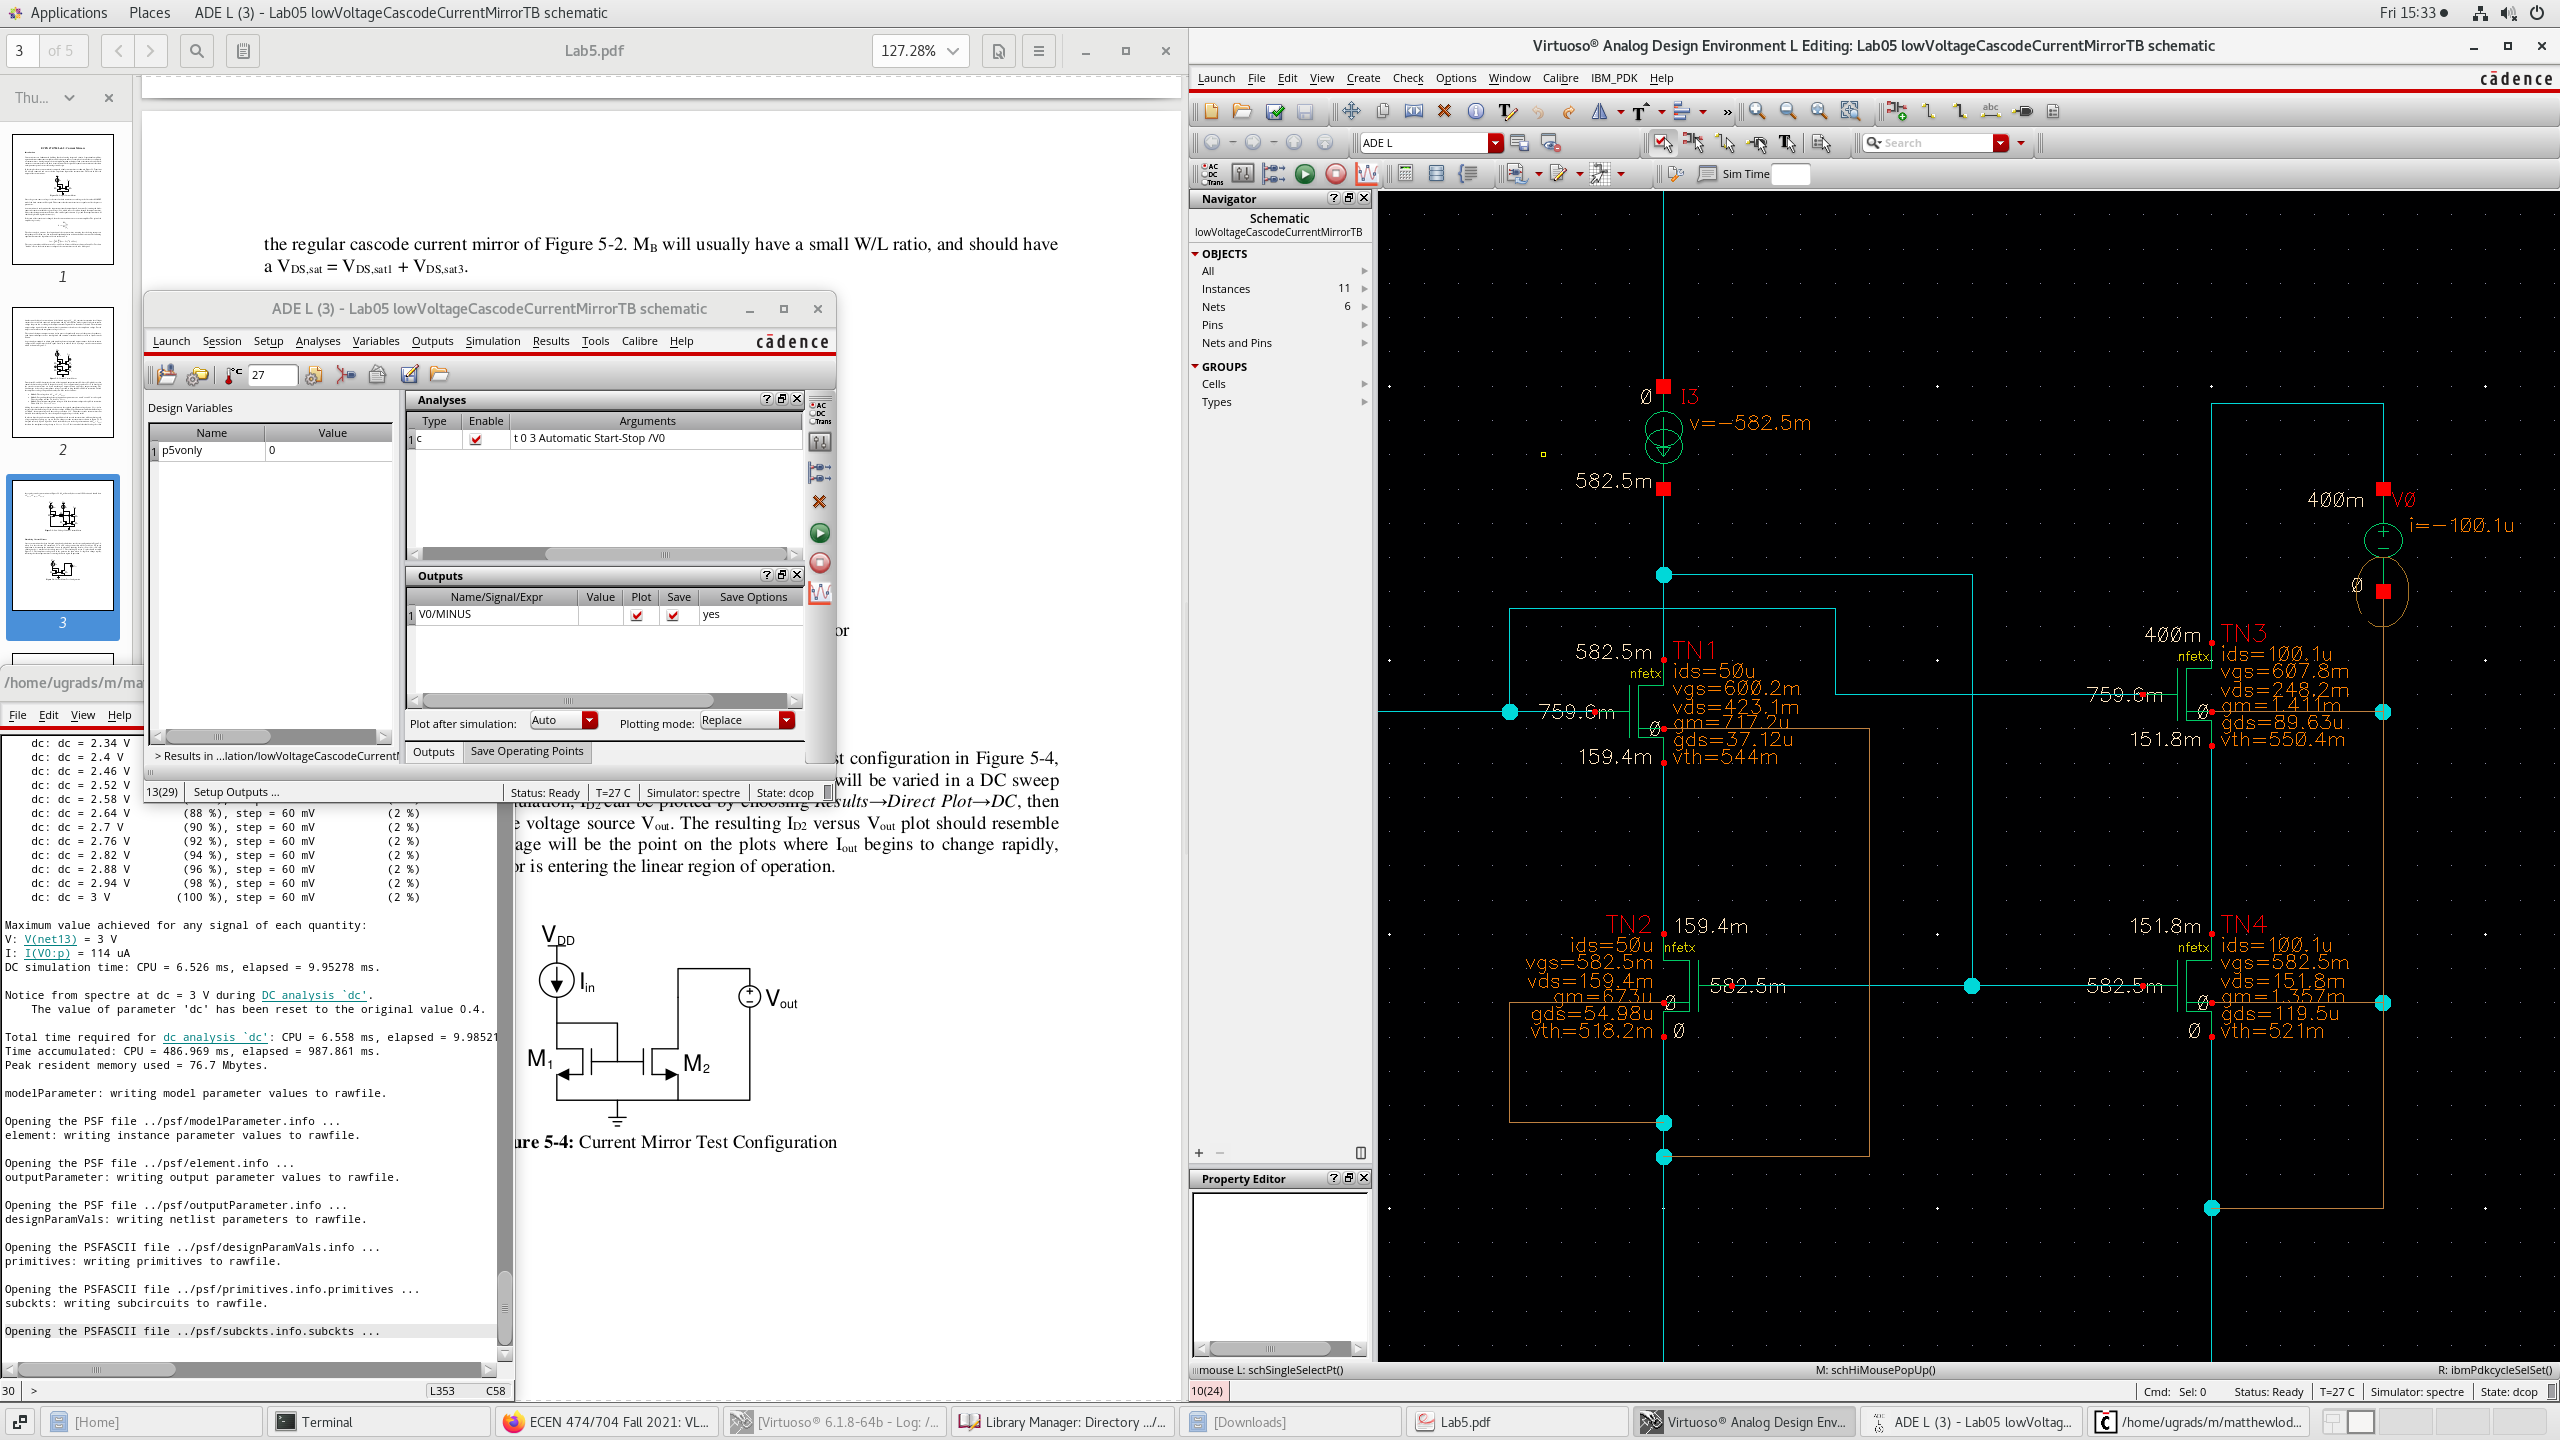 Applications
Places
ADE L (3) - Lab05 lowVoltageCascodeCurrentMirrorTB schematic
Fri 15:33
3
of 5
Lab5.pdf
127.28%
Thu...
1
2
3
the regular cascode current mirror of Figure 5-2. MB will usually have a small W/L ratio, and should have
a VDS,sat = VDS,sat1 + VDS,sat3.
or
st configuration in Figure 5-4,
will be varied in a DC sweep
ID2 can be plotted by choosing Results→Direct Plot→DC, then
e voltage source Vout. The resulting ID2 versus Vout plot should resemble
age will be the point on the plots where Iout begins to change rapidly,
or is entering the linear region of operation.
VDD
Iin
Vout
M1
M2
ure 5-4: Current Mirror Test Configuration
ADE L (3) - Lab05 lowVoltageCascodeCurrentMirrorTB schematic
Launch Session Setup Analyses Variables Outputs Simulation Results Tools Calibre Help
cādence
27
Design Variables
Name Value
1 p5vonly 0
Analyses
Type Enable Arguments
1 c t 0 3 Automatic Start-Stop /V0
Outputs
Name/Signal/Expr Value Plot Save Save Options
1 V0/MINUS yes
Plot after simulation: Auto Plotting mode: Replace
Outputs Save Operating Points
> Results in ...lation/lowVoltageCascodeCurrentM
AC
DC
Trans
13(29) Setup Outputs ... Status: Ready T=27 C Simulator: spectre State: dcop
/home/ugrads/m/ma
File Edit View Help
dc: dc = 2.34 V
dc: dc = 2.4 V
dc: dc = 2.46 V
dc: dc = 2.52 V
dc: dc = 2.58 V
dc: dc = 2.64 V (88 %), step = 60 mV (2 %)
dc: dc = 2.7 V (90 %), step = 60 mV (2 %)
dc: dc = 2.76 V (92 %), step = 60 mV (2 %)
dc: dc = 2.82 V (94 %), step = 60 mV (2 %)
dc: dc = 2.88 V (96 %), step = 60 mV (2 %)
dc: dc = 2.94 V (98 %), step = 60 mV (2 %)
dc: dc = 3 V (100 %), step = 60 mV (2 %)
Maximum value achieved for any signal of each quantity:
V: V(net13) = 3 V
I: I(V0:p) = 114 uA
DC simulation time: CPU = 6.526 ms, elapsed = 9.95278 ms.
Notice from spectre at dc = 3 V during DC analysis `dc'.
The value of parameter 'dc' has been reset to the original value 0.4.
Total time required for dc analysis `dc': CPU = 6.558 ms, elapsed = 9.98521
Time accumulated: CPU = 486.969 ms, elapsed = 987.861 ms.
Peak resident memory used = 76.7 Mbytes.
modelParameter: writing model parameter values to rawfile.
Opening the PSF file ../psf/modelParameter.info ...
element: writing instance parameter values to rawfile.
Opening the PSF file ../psf/element.info ...
outputParameter: writing output parameter values to rawfile.
Opening the PSF file ../psf/outputParameter.info ...
designParamVals: writing netlist parameters to rawfile.
Opening the PSFASCII file ../psf/designParamVals.info ...
primitives: writing primitives to rawfile.
Opening the PSFASCII file ../psf/primitives.info.primitives ...
subckts: writing subcircuits to rawfile.
Opening the PSFASCII file ../psf/subckts.info.subckts ...
30 > L353 C58
Virtuoso® Analog Design Environment L Editing: Lab05 lowVoltageCascodeCurrentMirrorTB schematic
Launch File Edit View Create Check Options Window Calibre IBM_PDK Help
cādence
ADE L
Search
AC
DC
Trans
Sim Time
Navigator
Schematic
lowVoltageCascodeCurrentMirrorTB
OBJECTS
All
Instances 11
Nets 6
Pins
Nets and Pins
GROUPS
Cells
Types
Property Editor
0
I3
v=-582.5m
582.5m
400m
V0
i=-100.1u
0
582.5m
TN1
nfetx
ids=50u
vgs=600.2m
vds=423.1m
gm=717.2u
gds=37.12u
vth=544m
759.6m
0
159.4m
400m
TN3
nfetx
ids=100.1u
vgs=607.8m
vds=248.2m
gm=1.411m
gds=89.63u
vth=550.4m
759.6m
0
151.8m
TN2
159.4m
nfetx
ids=50u
vgs=582.5m
vds=159.4m
gm=673u
gds=54.98u
vth=518.2m
582.5m
0
0
151.8m
TN4
nfetx
ids=100.1u
vgs=582.5m
vds=151.8m
gm=1.357m
gds=119.5u
vth=521m
582.5m
0
0
mouse L: schSingleSelectPt() M: schHiMousePopUp() R: ibmPdkcycleSelSet()
10(24) Cmd: Sel: 0 Status: Ready T=27 C Simulator: spectre State: dcop
[Home]
Terminal
ECEN 474/704 Fall 2021: VL...
[Virtuoso® 6.1.8-64b - Log: /...
Library Manager: Directory .../...
[Downloads]
Lab5.pdf
Virtuoso® Analog Design Env...
ADE L (3) - Lab05 lowVoltag...
/home/ugrads/m/matthewlod...